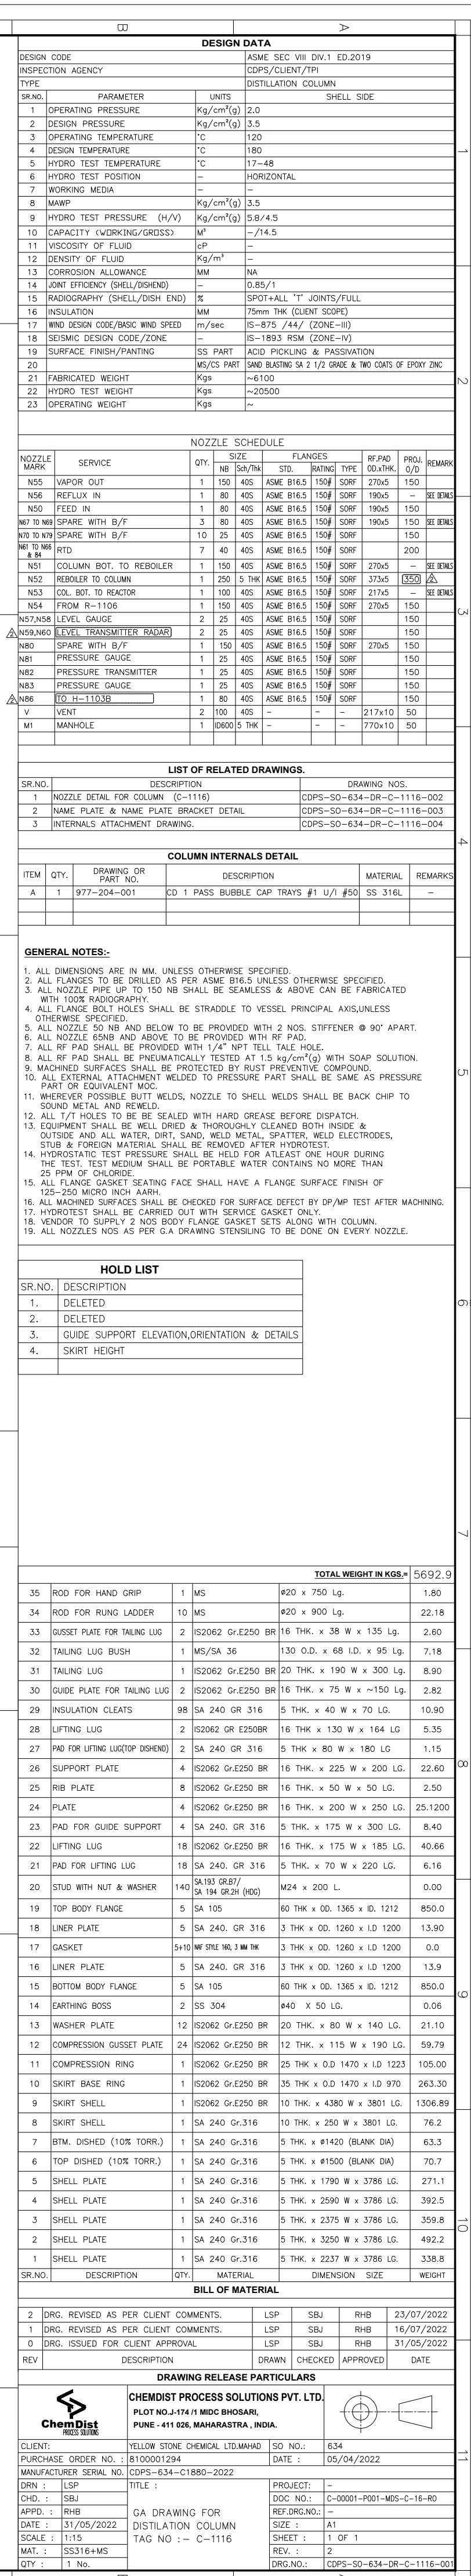 B A
DESIGN DATA
DESIGN CODE ASME SEC VIII DIV.1 ED.2019
INSPECTION AGENCY CDPS/CLIENT/TPI
TYPE DISTILLATION COLUMN
SR.NO. PARAMETER UNITS SHELL SIDE
1 OPERATING PRESSURE Kg/cm²(g) 2.0
2 DESIGN PRESSURE Kg/cm²(g) 3.5
3 OPERATING TEMPERATURE °C 120
4 DESIGN TEMPERATURE °C 180
5 HYDRO TEST TEMPERATURE °C 17-48
6 HYDRO TEST POSITION - HORIZONTAL
7 WORKING MEDIA - -
8 MAWP Kg/cm²(g) 3.5
9 HYDRO TEST PRESSURE (H/V) Kg/cm²(g) 5.8/4.5
10 CAPACITY (WORKING/GROSS) M³ -/14.5
11 VISCOSITY OF FLUID cP -
12 DENSITY OF FLUID Kg/m³ -
13 CORROSION ALLOWANCE MM NA
14 JOINT EFFICIENCY (SHELL/DISHEND) - 0.85/1
15 RADIOGRAPHY (SHELL/DISH END) % SPOT+ALL 'T' JOINTS/FULL
16 INSULATION MM 75mm THK (CLIENT SCOPE)
17 WIND DESIGN CODE/BASIC WIND SPEED m/sec IS-875 /44/ (ZONE-III)
18 SEISMIC DESIGN CODE/ZONE - IS-1893 RSM (ZONE-IV)
19 SURFACE FINISH/PANTING SS PART ACID PICKLING & PASSIVATION
20 MS/CS PART SAND BLASTING SA 2 1/2 GRADE & TWO COATS OF EPOXY ZINC
21 FABRICATED WEIGHT Kgs ~6100
22 HYDRO TEST WEIGHT Kgs ~20500
23 OPERATING WEIGHT Kgs ~
NOZZLE SCHEDULE
NOZZLE MARK SERVICE QTY. SIZE NB Sch/Thk FLANGES STD. RATING TYPE RF.PAD OD.xTHK. PROJ. O/D REMARK
N55 VAPOR OUT 1 150 40S ASME B16.5 150# SORF 270x5 150
N56 REFLUX IN 1 80 40S ASME B16.5 150# SORF 190x5 - SEE DETAILS
N50 FEED IN 1 80 40S ASME B16.5 150# SORF 190x5 150
N67 TO N69 SPARE WITH B/F 3 80 40S ASME B16.5 150# SORF 190x5 150 SEE DETAILS
N70 TO N79 SPARE WITH B/F 10 25 40S ASME B16.5 150# SORF 150
N61 TO N66 & 84 RTD 7 40 40S ASME B16.5 150# SORF 200
N51 COLUMN BOT. TO REBOILER 1 150 40S ASME B16.5 150# SORF 270x5 - SEE DETAILS
N52 REBOILER TO COLUMN 1 250 5 THK ASME B16.5 150# SORF 373x5 350 2
N53 COL. BOT. TO REACTOR 1 100 40S ASME B16.5 150# SORF 217x5 - SEE DETAILS
N54 FROM R-1106 1 150 40S ASME B16.5 150# SORF 270x5 150
N57,N58 LEVEL GAUGE 2 25 40S ASME B16.5 150# SORF 150
2 N59,N60 LEVEL TRANSMITTER RADAR 2 25 40S ASME B16.5 150# SORF 150
N80 SPARE WITH B/F 1 150 40S ASME B16.5 150# SORF 270x5 150
N81 PRESSURE GAUGE 1 25 40S ASME B16.5 150# SORF 150
N82 PRESSURE TRANSMITTER 1 25 40S ASME B16.5 150# SORF 150
N83 PRESSURE GAUGE 1 25 40S ASME B16.5 150# SORF 150
2 N86 TO H-1103B 1 80 40S ASME B16.5 150# SORF 150
V VENT 2 100 40S - - - 217x10 50
M1 MANHOLE 1 ID600 5 THK - - - 770x10 50
LIST OF RELATED DRAWINGS.
SR.NO. DESCRIPTION DRAWING NOS.
1 NOZZLE DETAIL FOR COLUMN (C-1116) CDPS-SO-634-DR-C-1116-002
2 NAME PLATE & NAME PLATE BRACKET DETAIL CDPS-SO-634-DR-C-1116-003
3 INTERNALS ATTACHMENT DRAWING. CDPS-SO-634-DR-C-1116-004
COLUMN INTERNALS DETAIL
ITEM QTY. DRAWING OR PART NO. DESCRIPTION MATERIAL REMARKS
A 1 977-204-001 CD 1 PASS BUBBLE CAP TRAYS #1 U/I #50 SS 316L -
GENERAL NOTES:-
1. ALL DIMENSIONS ARE IN MM. UNLESS OTHERWISE SPECIFIED.
2. ALL FLANGES TO BE DRILLED AS PER ASME B16.5 UNLESS OTHERWISE SPECIFIED.
3. ALL NOZZLE PIPE UP TO 150 NB SHALL BE SEAMLESS & ABOVE CAN BE FABRICATED
WITH 100% RADIOGRAPHY.
4. ALL FLANGE BOLT HOLES SHALL BE STRADDLE TO VESSEL PRINCIPAL AXIS,UNLESS
OTHERWISE SPECIFIED.
5. ALL NOZZLE 50 NB AND BELOW TO BE PROVIDED WITH 2 NOS. STIFFENER @ 90° APART.
6. ALL NOZZLE 65NB AND ABOVE TO BE PROVIDED WITH RF PAD.
7. ALL RF PAD SHALL BE PROVIDED WITH 1/4" NPT TELL TALE HOLE.
8. ALL RF PAD SHALL BE PNEUMATICALLY TESTED AT 1.5 kg/cm²(g) WITH SOAP SOLUTION.
9. MACHINED SURFACES SHALL BE PROTECTED BY RUST PREVENTIVE COMPOUND.
10. ALL EXTERNAL ATTACHMENT WELDED TO PRESSURE PART SHALL BE SAME AS PRESSURE
PART OR EQUIVALENT MOC.
11. WHEREVER POSSIBLE BUTT WELDS, NOZZLE TO SHELL WELDS SHALL BE BACK CHIP TO
SOUND METAL AND REWELD.
12. ALL T/T HOLES TO BE BE SEALED WITH HARD GREASE BEFORE DISPATCH.
13. EQUIPMENT SHALL BE WELL DRIED & THOROUGHLY CLEANED BOTH INSIDE &
OUTSIDE AND ALL WATER, DIRT, SAND, WELD METAL, SPATTER, WELD ELECTRODES,
STUB & FOREIGN MATERIAL SHALL BE REMOVED AFTER HYDROTEST.
14. HYDROSTATIC TEST PRESSURE SHALL BE HELD FOR ATLEAST ONE HOUR DURING
THE TEST. TEST MEDIUM SHALL BE PORTABLE WATER CONTAINS NO MORE THAN
25 PPM OF CHLORIDE.
15. ALL FLANGE GASKET SEATING FACE SHALL HAVE A FLANGE SURFACE FINISH OF
125-250 MICRO INCH AARH.
16. ALL MACHINED SURFACES SHALL BE CHECKED FOR SURFACE DEFECT BY DP/MP TEST AFTER MACHINING.
17. HYDROTEST SHALL BE CARRIED OUT WITH SERVICE GASKET ONLY.
18. VENDOR TO SUPPLY 2 NOS BODY FLANGE GASKET SETS ALONG WITH COLUMN.
19. ALL NOZZLES NOS AS PER G.A DRAWING STENSILING TO BE DONE ON EVERY NOZZLE.
HOLD LIST
SR.NO. DESCRIPTION
1. DELETED
2. DELETED
3. GUIDE SUPPORT ELEVATION,ORIENTATION & DETAILS
4. SKIRT HEIGHT
TOTAL WEIGHT IN KGS.= 5692.9
35 ROD FOR HAND GRIP 1 MS ø20 x 750 Lg. 1.80
34 ROD FOR RUNG LADDER 10 MS ø20 x 900 Lg. 22.18
33 GUSSET PLATE FOR TAILING LUG 2 IS2062 Gr.E250 BR 16 THK. x 38 W x 135 Lg. 2.60
32 TAILING LUG BUSH 1 MS/SA 36 130 O.D. x 68 I.D. x 95 Lg. 7.18
31 TAILING LUG 1 IS2062 Gr.E250 BR 20 THK. x 190 W x 300 Lg. 8.90
30 GUIDE PLATE FOR TAILING LUG 2 IS2062 Gr.E250 BR 16 THK. x 75 W x ~150 Lg. 2.82
29 INSULATION CLEATS 98 SA 240 GR 316 5 THK. x 40 W x 70 LG. 10.90
28 LIFTING LUG 2 IS2062 GR E250BR 16 THK x 130 W x 164 LG 5.35
27 PAD FOR LIFTING LUG(TOP DISHEND) 2 SA 240 GR 316 5 THK x 80 W x 180 LG 1.15
26 SUPPORT PLATE 4 IS2062 Gr.E250 BR 16 THK. x 225 W x 200 LG. 22.60
25 RIB PLATE 8 IS2062 Gr.E250 BR 16 THK. x 50 W x 50 LG. 2.50
24 PLATE 4 IS2062 Gr.E250 BR 16 THK. x 200 W x 250 LG. 25.1200
23 PAD FOR GUIDE SUPPORT 4 SA 240. GR 316 5 THK. x 175 W x 300 LG. 8.40
22 LIFTING LUG 18 IS2062 Gr.E250 BR 16 THK. x 175 W x 185 LG. 40.66
21 PAD FOR LIFTING LUG 18 SA 240. GR 316 5 THK. x 70 W x 220 LG. 6.16
20 STUD WITH NUT & WASHER 140 SA.193 GR.B7/ SA 194 GR.2H (HDG) M24 x 200 L. 0.00
19 TOP BODY FLANGE 5 SA 105 60 THK x OD. 1365 x ID. 1212 850.0
18 LINER PLATE 5 SA 240. GR 316 3 THK x OD. 1260 x I.D 1200 13.90
17 GASKET 5+10 NAF STYLE 160, 3 MM THK 3 THK x OD. 1260 x I.D 1200 0.0
16 LINER PLATE 5 SA 240. GR 316 3 THK x OD. 1260 x I.D 1200 13.9
15 BOTTOM BODY FLANGE 5 SA 105 60 THK x OD. 1365 x ID. 1212 850.0
14 EARTHING BOSS 2 SS 304 ø40 X 50 LG. 0.06
13 WASHER PLATE 12 IS2062 Gr.E250 BR 20 THK. x 80 W x 140 LG. 21.10
12 COMPRESSION GUSSET PLATE 24 IS2062 Gr.E250 BR 12 THK. x 115 W x 190 LG. 59.79
11 COMPRESSION RING 1 IS2062 Gr.E250 BR 25 THK x O.D 1470 x I.D 1223 105.00
10 SKIRT BASE RING 1 IS2062 Gr.E250 BR 35 THK x O.D 1470 x I.D 970 263.30
9 SKIRT SHELL 1 IS2062 Gr.E250 BR 10 THK. x 4380 W x 3801 LG. 1306.89
8 SKIRT SHELL 1 SA 240 Gr.316 10 THK. x 250 W x 3801 LG. 76.2
7 BTM. DISHED (10% TORR.) 1 SA 240 Gr.316 5 THK. x ø1420 (BLANK DIA) 63.3
6 TOP DISHED (10% TORR.) 1 SA 240 Gr.316 5 THK. x ø1500 (BLANK DIA) 70.7
5 SHELL PLATE 1 SA 240 Gr.316 5 THK. x 1790 W x 3786 LG. 271.1
4 SHELL PLATE 1 SA 240 Gr.316 5 THK. x 2590 W x 3786 LG. 392.5
3 SHELL PLATE 1 SA 240 Gr.316 5 THK. x 2375 W x 3786 LG. 359.8
2 SHELL PLATE 1 SA 240 Gr.316 5 THK. x 3250 W x 3786 LG. 492.2
1 SHELL PLATE 1 SA 240 Gr.316 5 THK. x 2237 W x 3786 LG. 338.8
SR.NO. DESCRIPTION QTY. MATERIAL DIMENSION SIZE WEIGHT
BILL OF MATERIAL
2 DRG. REVISED AS PER CLIENT COMMENTS. LSP SBJ RHB 23/07/2022
1 DRG. REVISED AS PER CLIENT COMMENTS. LSP SBJ RHB 16/07/2022
0 DRG. ISSUED FOR CLIENT APPROVAL LSP SBJ RHB 31/05/2022
REV DESCRIPTION DRAWN CHECKED APPROVED DATE
DRAWING RELEASE PARTICULARS
ChemDist
PROCESS SOLUTIONS
CHEMDIST PROCESS SOLUTIONS PVT. LTD.
PLOT NO.J-174 /1 MIDC BHOSARI,
PUNE - 411 026, MAHARASTRA , INDIA.
CLIENT: YELLOW STONE CHEMICAL LTD.MAHAD SO NO.: 634
PURCHASE ORDER NO. : 8100001294 DATE : 05/04/2022
MANUFACTURER SERIAL NO. CDPS-634-C1880-2022
DRN : LSP TITLE : PROJECT: -
CHD. : SBJ DOC NO.: C-00001-P001-MDS-C-16-R0
APPD. : RHB GA DRAWING FOR REF.DRG.NO.: -
DATE : 31/05/2022 DISTILATION COLUMN SIZE : A1
SCALE : 1:15 TAG NO :- C-1116 SHEET : 1 OF 1
MAT. : SS316+MS REV. : 2
QTY : 1 No. DRG.NO.: CDPS-SO-634-DR-C-1116-001
1
2
3
4
5
6
7
8
9
10
11